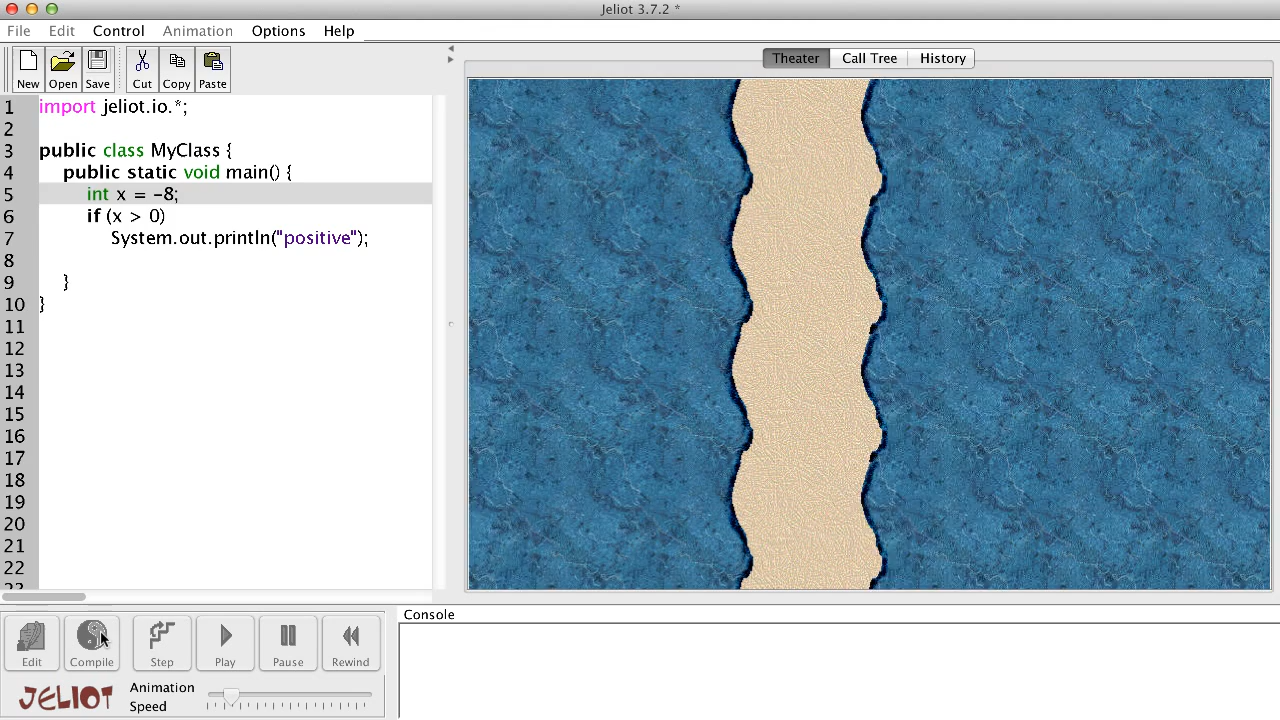 Jeliot 3.7.2 *
File Edit Control Animation Options Help
New Open Save Cut Copy Paste
Theater Call Tree History
1 import jeliot.io.*;
2
3 public class MyClass {
4 public static void main() {
5 int x = -8;
6 if (x > 0)
7 System.out.println("positive");
8
9 }
10 }
11
12
13
14
15
16
17
18
19
20
21
22
23
Edit Compile Step Play Pause Rewind
JELIOT
Animation
Speed
Console